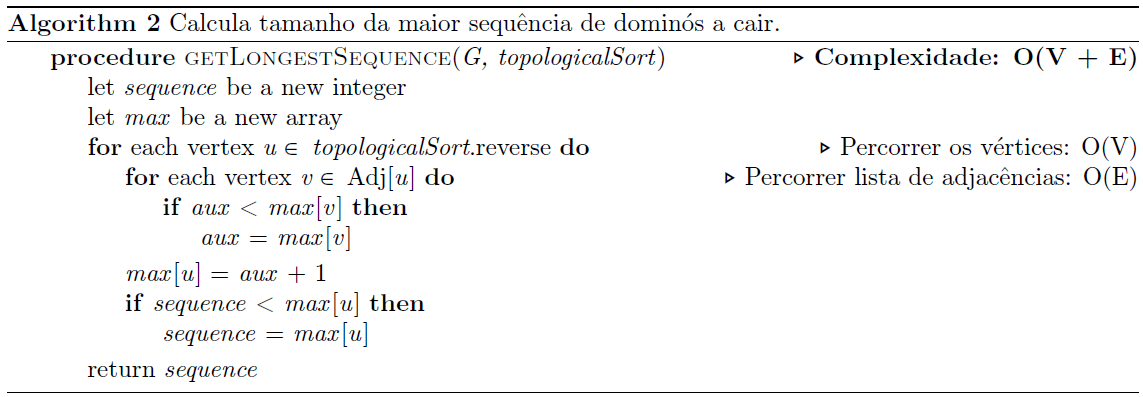 Algorithm 2 Calcula tamanho da maior sequência de dominós a cair.
procedure GETLONGESTSEQUENCE(G, topologicalSort) ▷ Complexidade: O(V + E)
let sequence be a new integer
let max be a new array
for each vertex u ∈ topologicalSort.reverse do ▷ Percorrer os vértices: O(V)
for each vertex v ∈ Adj[u] do ▷ Percorrer lista de adjacências: O(E)
if aux < max[v] then
aux = max[v]
max[u] = aux + 1
if sequence < max[u] then
sequence = max[u]
return sequence